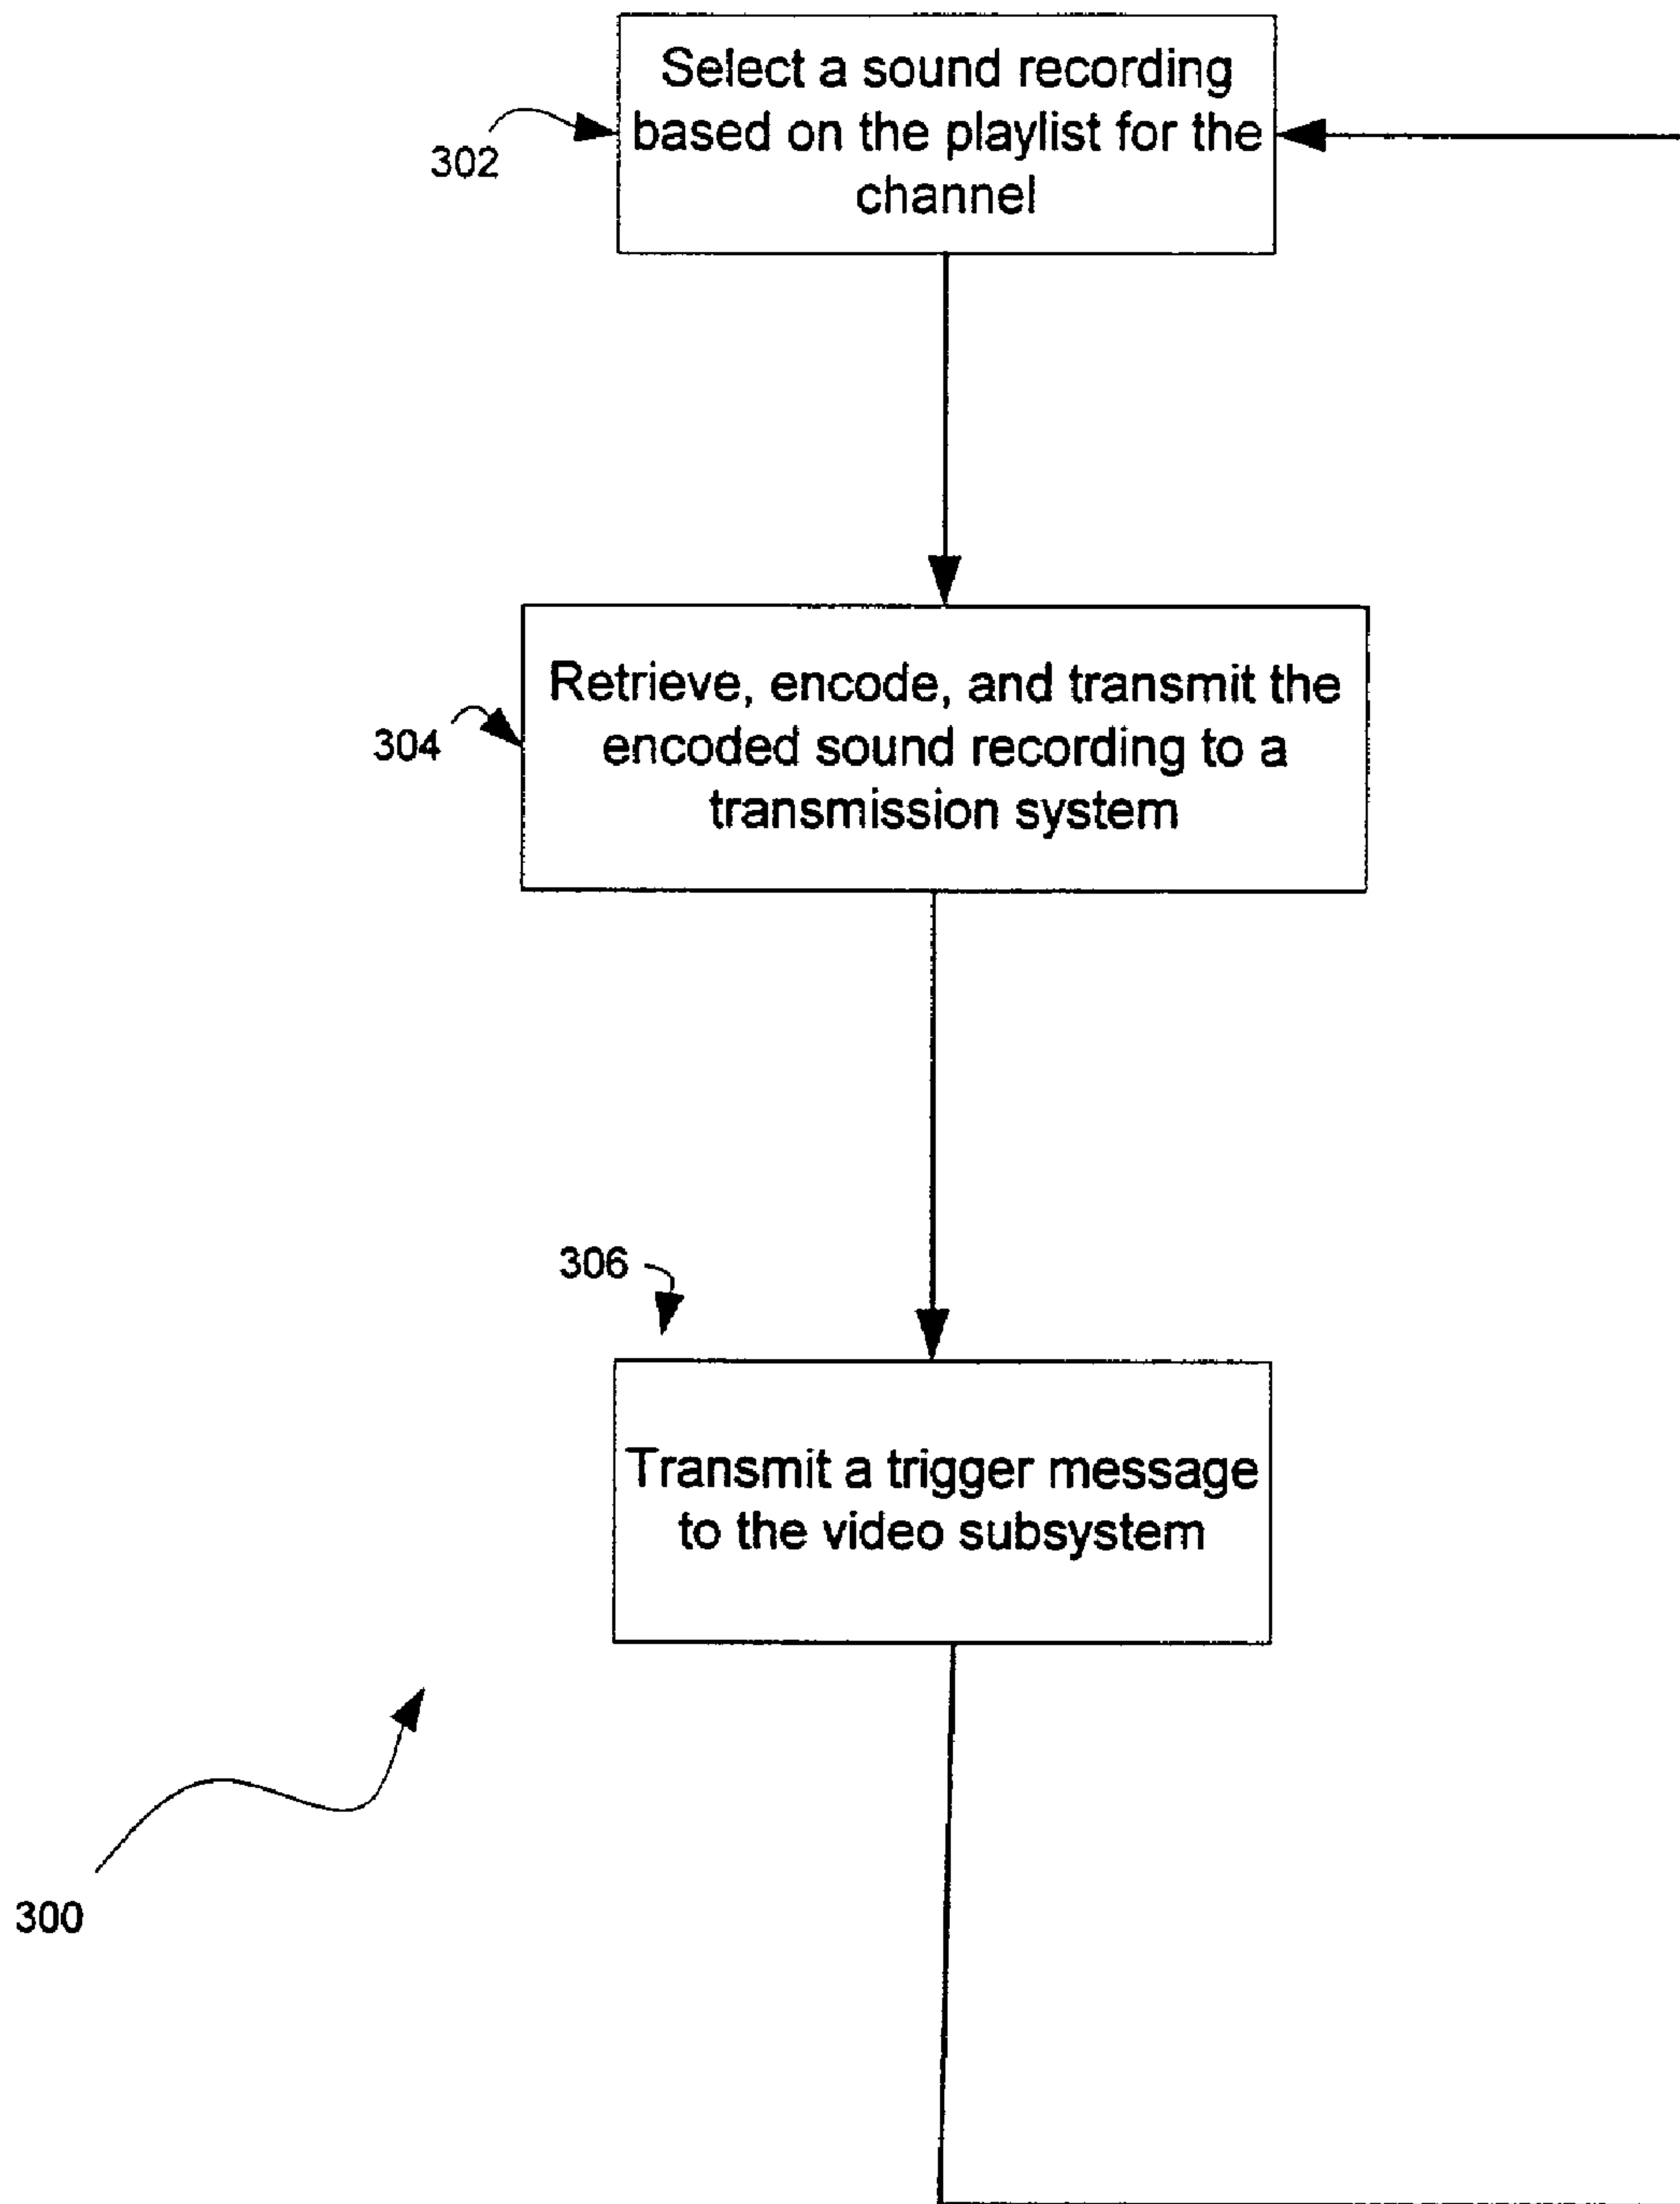 Select a sound recording
based on the playlist for the
channel
302
Retrieve, encode, and transmit the
encoded sound recording to a
transmission system
304
306
Transmit a trigger message
to the video subsystem
300